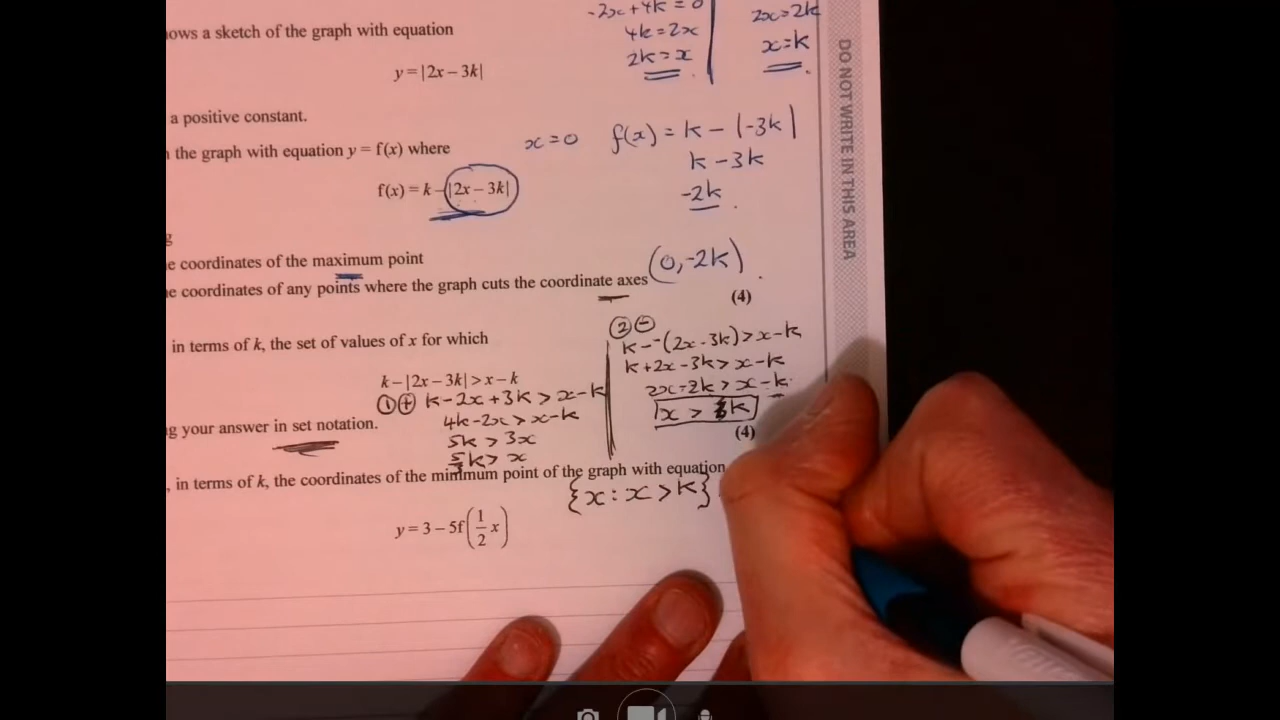 -2x+4k=0
4k=2x
2k=x
2x=2k
x=k
ows a sketch of the graph with equation
y = |2x – 3k|
a positive constant.
the graph with equation y = f(x) where
f(x) = k – |2x – 3k|
x=0 f(x) = k - |-3k|
k-3k
-2k
e coordinates of the maximum point
e coordinates of any points where the graph cuts the coordinate axes
(0,-2k)
(4)
in terms of k, the set of values of x for which
k – |2x – 3k| > x – k
① + k-2x+3k > x-k
4k-2x > x-k
5k > 3x
5/3k > x
② -
k--(2x-3k) > x-k
k+2x-3k > x-k
2x-2k > x-k
x > k
g your answer in set notation.
(4)
{x : x > k}
in terms of k, the coordinates of the minimum point of the graph with equation
y = 3 – 5f(1/2 x)
DO NOT WRITE IN THIS AREA